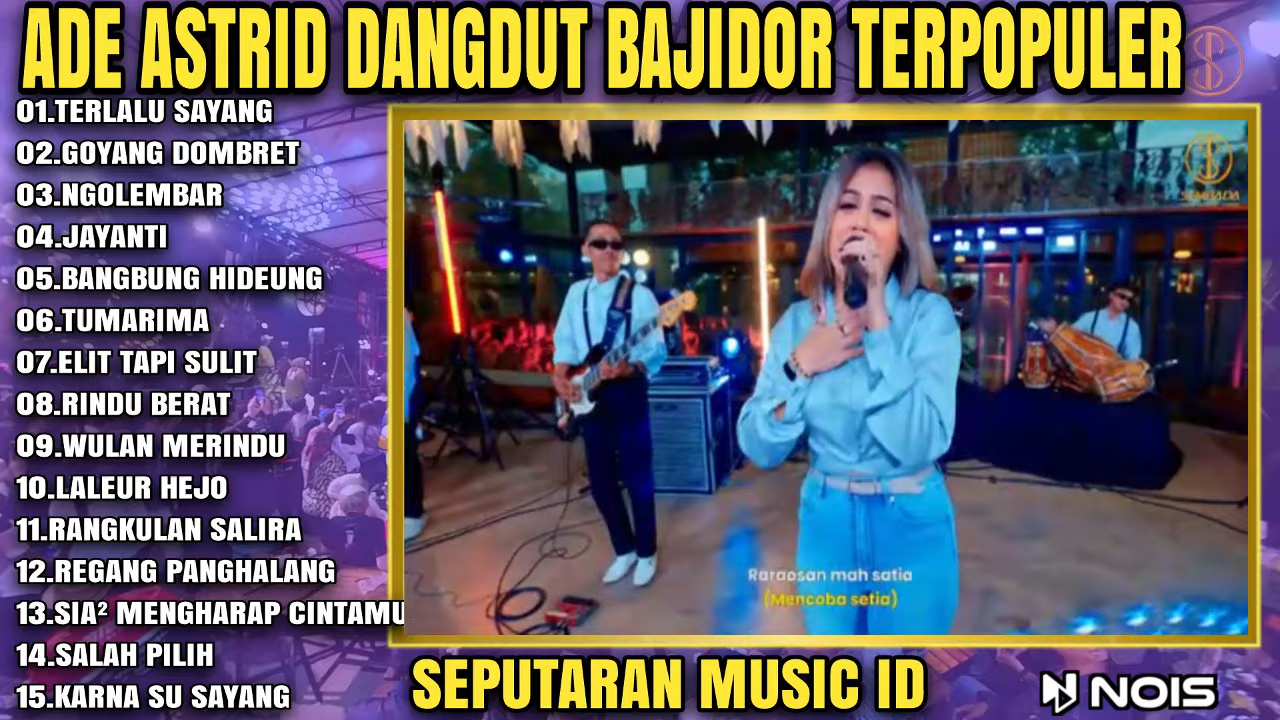 ADE ASTRID DANGDUT BAJIDOR TERPOPULER
01.TERLALU SAYANG
02.GOYANG DOMBRET
03.NGOLEMBAR
04.JAYANTI
05.BANGBUNG HIDEUNG
06.TUMARIMA
07.ELIT TAPI SULIT
08.RINDU BERAT
09.WULAN MERINDU
10.LALEUR HEJO
11.RANGKULAN SALIRA
12.REGANG PANGHALANG
13.SIA² MENGHARAP CINTAMU
14.SALAH PILIH
15.KARNA SU SAYANG
Raraosan mah satia
(Mencoba setia)
SEPUTARAN MUSIC ID
NOIS